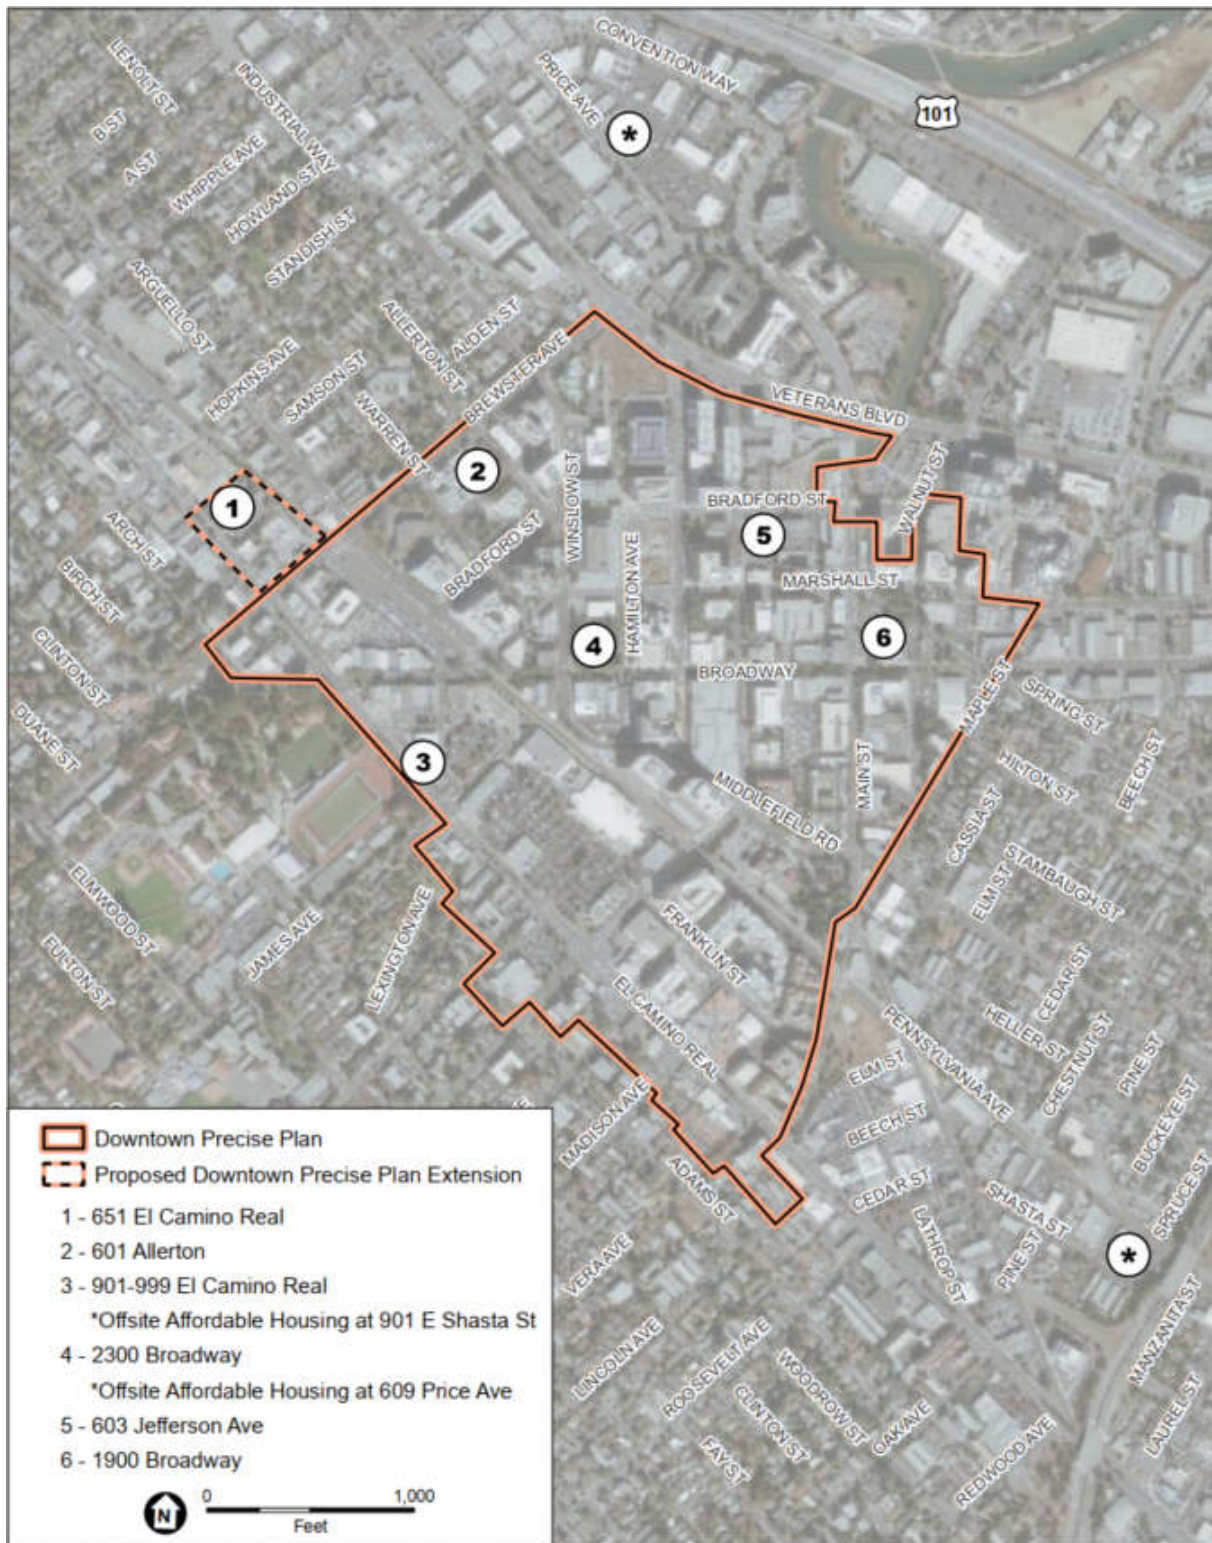 CONVENTION WAY
LENOLT ST
INDUSTRIAL WAY
PRICE AVE
101
B ST
*
A ST
WHIPPLE AVE
HOWLAND ST
STANDISH ST
ARGUELLO ST
ALLERTON ST
ALDEN ST
HOPKINS AVE
SAMSON ST
BREWSTER AVE
WARREN ST
VETERANS BLVD
2
WINSLOW ST
WALNUT ST
BRADFORD ST
1
5
ARCH ST
BRADFORD ST
BIRCH ST
HAMILTON AVE
MARSHALL ST
4
6
CLINTON ST
BROADWAY
MAPLE ST
SPRING ST
DUANE ST
3
MAIN ST
MIDDLEFIELD RD
HILTON ST
BEECH ST
CASSIA ST
STAMBAUGH ST
ELM ST
ELMWOOD ST
JAMES AVE
LEXINGTON AVE
FRANKLIN ST
FULTON ST
CEDAR ST
EL CAMINO REAL
HELLER ST
PENNSYLVANIA AVE
CHESTNUT ST
PINE ST
ELM ST
MADISON AVE
BEECH ST
BUCKEYE ST
ADAMS ST
CEDAR ST
SHASTA ST
SPRUCE ST
LATHROP ST
PINE ST
*
VERA AVE
MANZANITA ST
LINCOLN AVE
ROOSEVELT AVE
WOODROW ST
CLINTON ST
OAK AVE
LAUREL ST
FAY ST
REDWOOD AVE
Downtown Precise Plan
Proposed Downtown Precise Plan Extension
1 - 651 El Camino Real
2 - 601 Allerton
3 - 901-999 El Camino Real
*Offsite Affordable Housing at 901 E Shasta St
4 - 2300 Broadway
*Offsite Affordable Housing at 609 Price Ave
5 - 603 Jefferson Ave
6 - 1900 Broadway
N
0 1,000
Feet